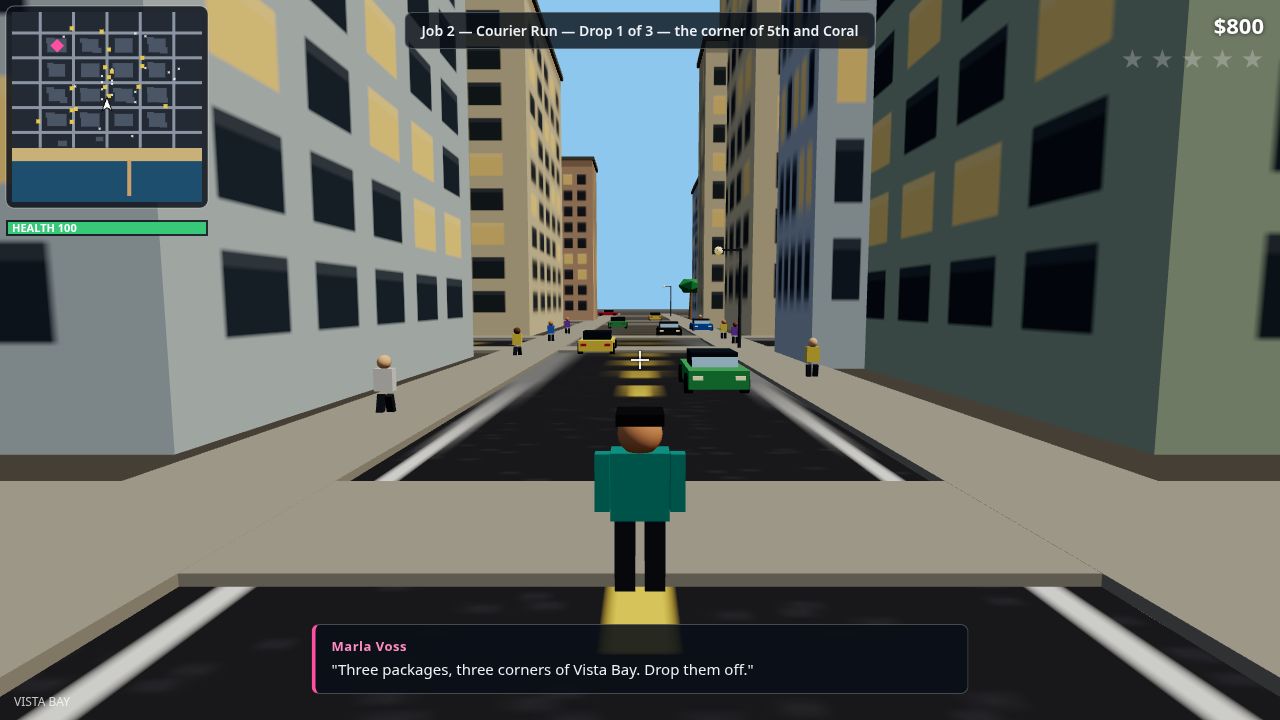 Job 2 — Courier Run — Drop 1 of 3 — the corner of 5th and Coral
$800
HEALTH 100
Marla Voss
"Three packages, three corners of Vista Bay. Drop them off."
VISTA BAY